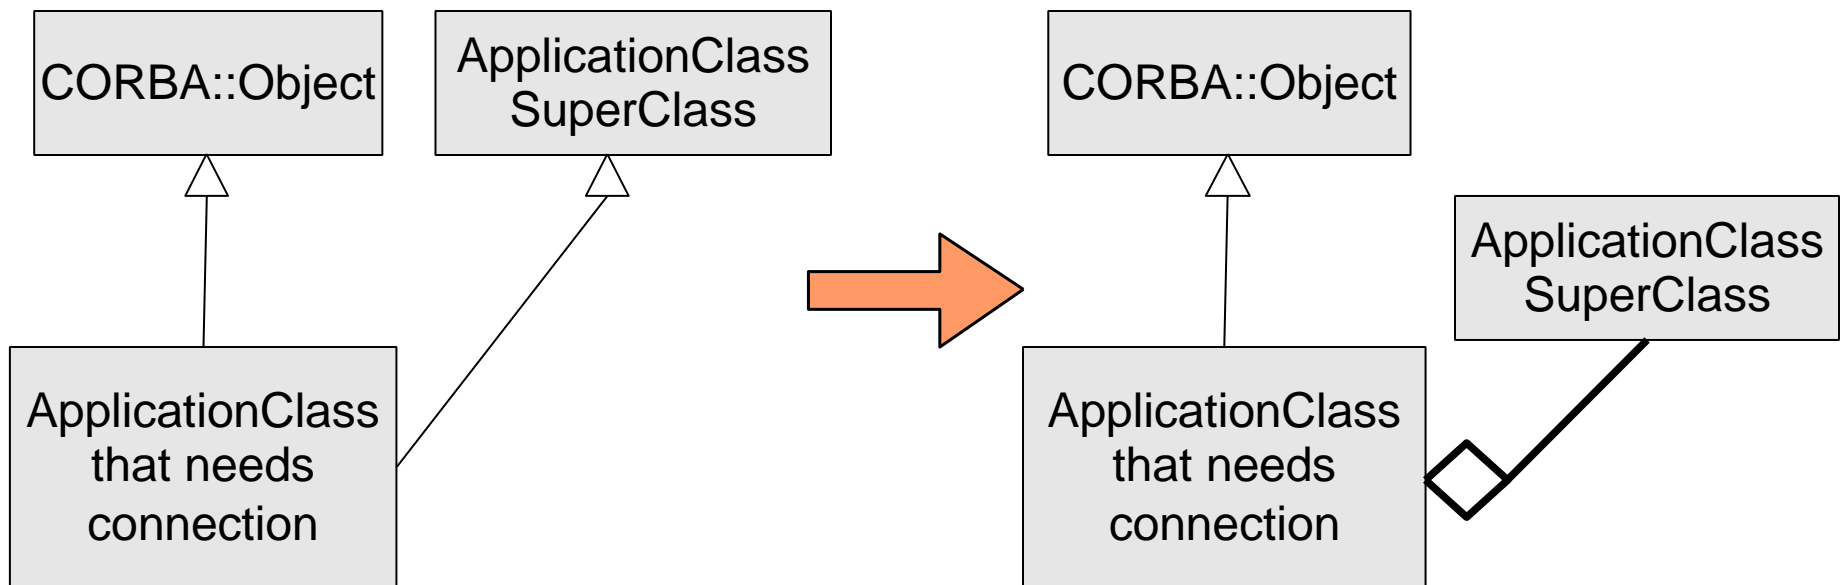 CORBA::Object
ApplicationClass
SuperClass
ApplicationClass
that needs
connection
CORBA::Object
ApplicationClass
SuperClass
ApplicationClass
that needs
connection